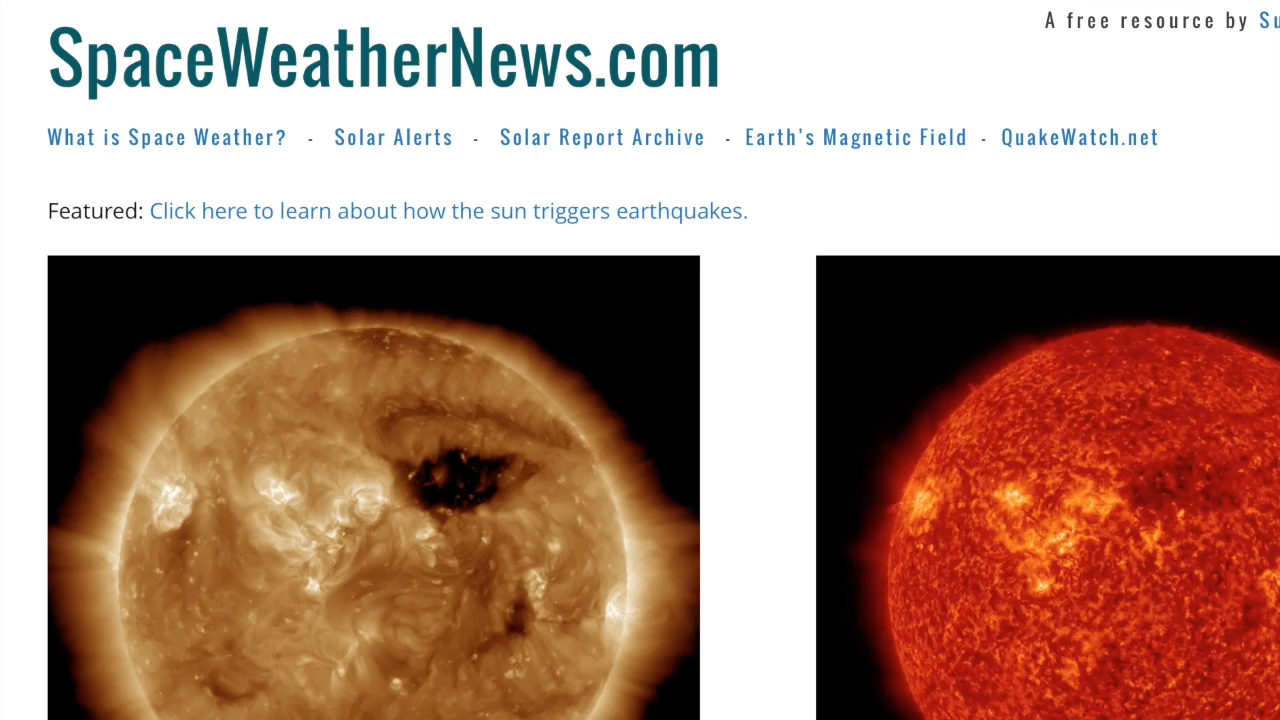 A free resource by Su
SpaceWeatherNews.com
What is Space Weather? - Solar Alerts - Solar Report Archive - Earth's Magnetic Field - QuakeWatch.net
Featured: Click here to learn about how the sun triggers earthquakes.